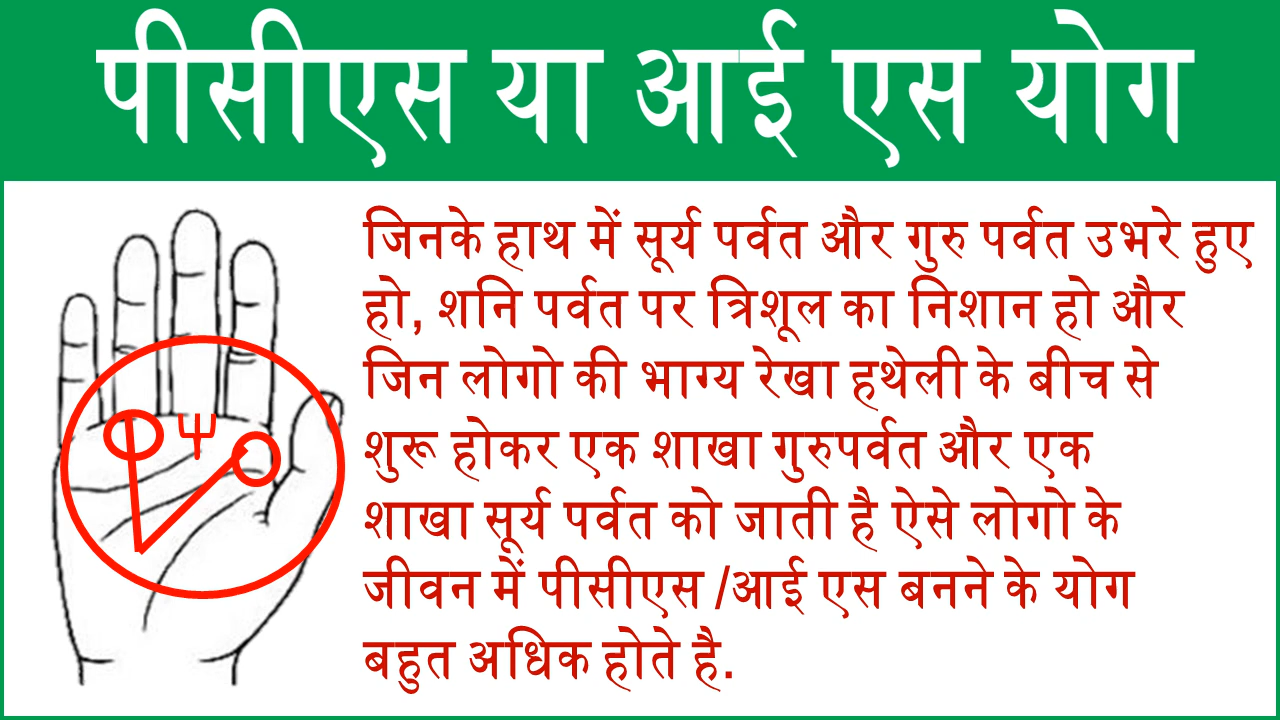 पीसीएस या आई एस योग
जिनके हाथ में सूर्य पर्वत और गुरु पर्वत उभरे हुए
हो, शनि पर्वत पर त्रिशूल का निशान हो और
जिन लोगो की भाग्य रेखा हथेली के बीच से
शुरू होकर एक शाखा गुरुपर्वत और एक
शाखा सूर्य पर्वत को जाती है ऐसे लोगो के
जीवन में पीसीएस /आई एस बनने के योग
बहुत अधिक होते है.